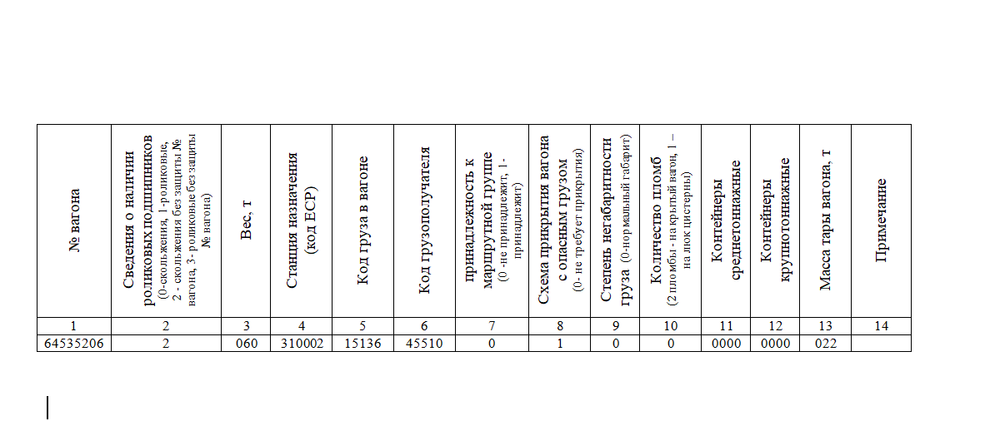 № вагона
Сведения о наличии
роликовых подшипников
(0-скольжения, 1 -роликовые,
2 - скольжения без защиты №
вагона, 3- роликовые без защиты
№ вагона)
Вес, т
Станция назначения
(код ЕСР)
Код груза в вагоне
Код грузополучателя
принадлежность к
маршрутной группе
(0 -не принадлежит, 1-
принадлежит)
Схема прикрытия вагона
с опасным грузом
(0- не требует прикрытия)
Степень негабаритности
груза (0-нормальный габарит)
Количество пломб
(2 пломбы - на крытый вагон, 1 –
на люк цистерны)
Контейнеры
среднетоннажные
Контейнеры
крупнотоннажные
Масса тары вагона, т
Примечание
1 2 3 4 5 6 7 8 9 10 11 12 13 14
64535206 2 060 310002 15136 45510 0 1 0 0 0000 0000 022